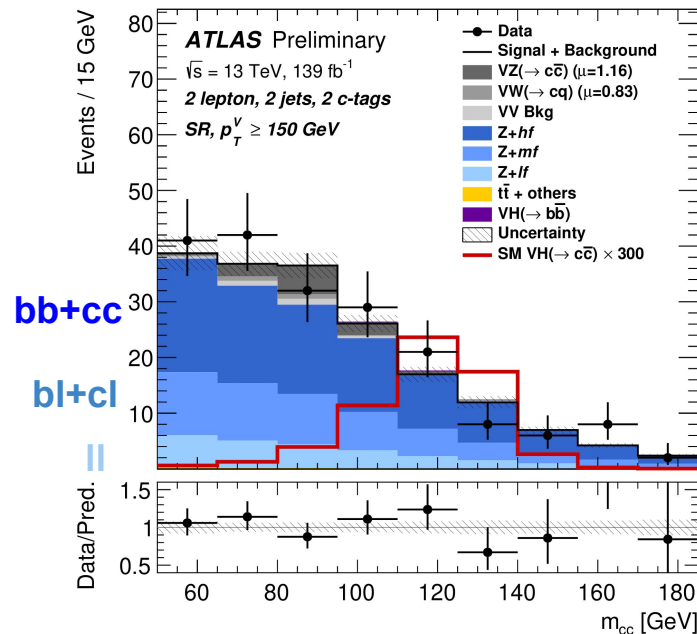 ATLAS Preliminary
√s = 13 TeV, 139 fb⁻¹
2 lepton, 2 jets, 2 c-tags
SR, p_T^V ≥ 150 GeV
Data
Signal + Background
VZ(→ cc̄) (μ=1.16)
VW(→ cq) (μ=0.83)
VV Bkg
Z+hf
Z+mf
Z+lf
tt̄ + others
VH(→ bb̄)
Uncertainty
SM VH(→ cc̄) × 300
Events / 15 GeV
80
70
60
50
40
30
20
10
bb+cc
bl+cl
ll
Data/Pred.
1.5
1
0.5
60 80 100 120 140 160 180
m_cc [GeV]